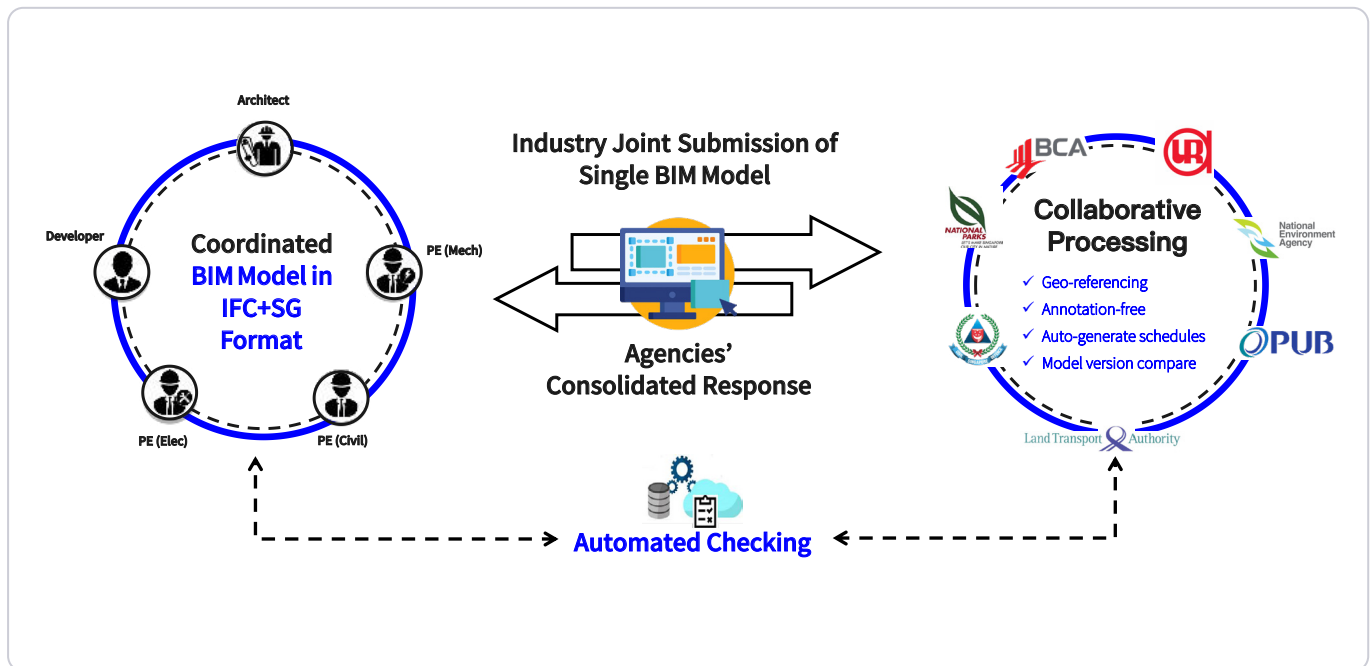 Architect
Developer
PE (Mech)
Coordinated
BIM Model in
IFC+SG
Format
PE (Elec)
PE (Civil)
Industry Joint Submission of
Single BIM Model
Agencies’
Consolidated Response
Automated Checking
BCA
UR
NATIONAL
PARKS
National
Environment
Agency
Collaborative
Processing
✓ Geo-referencing
✓ Annotation-free
✓ Auto-generate schedules
✓ Model version compare
PUB
Land Transport Authority